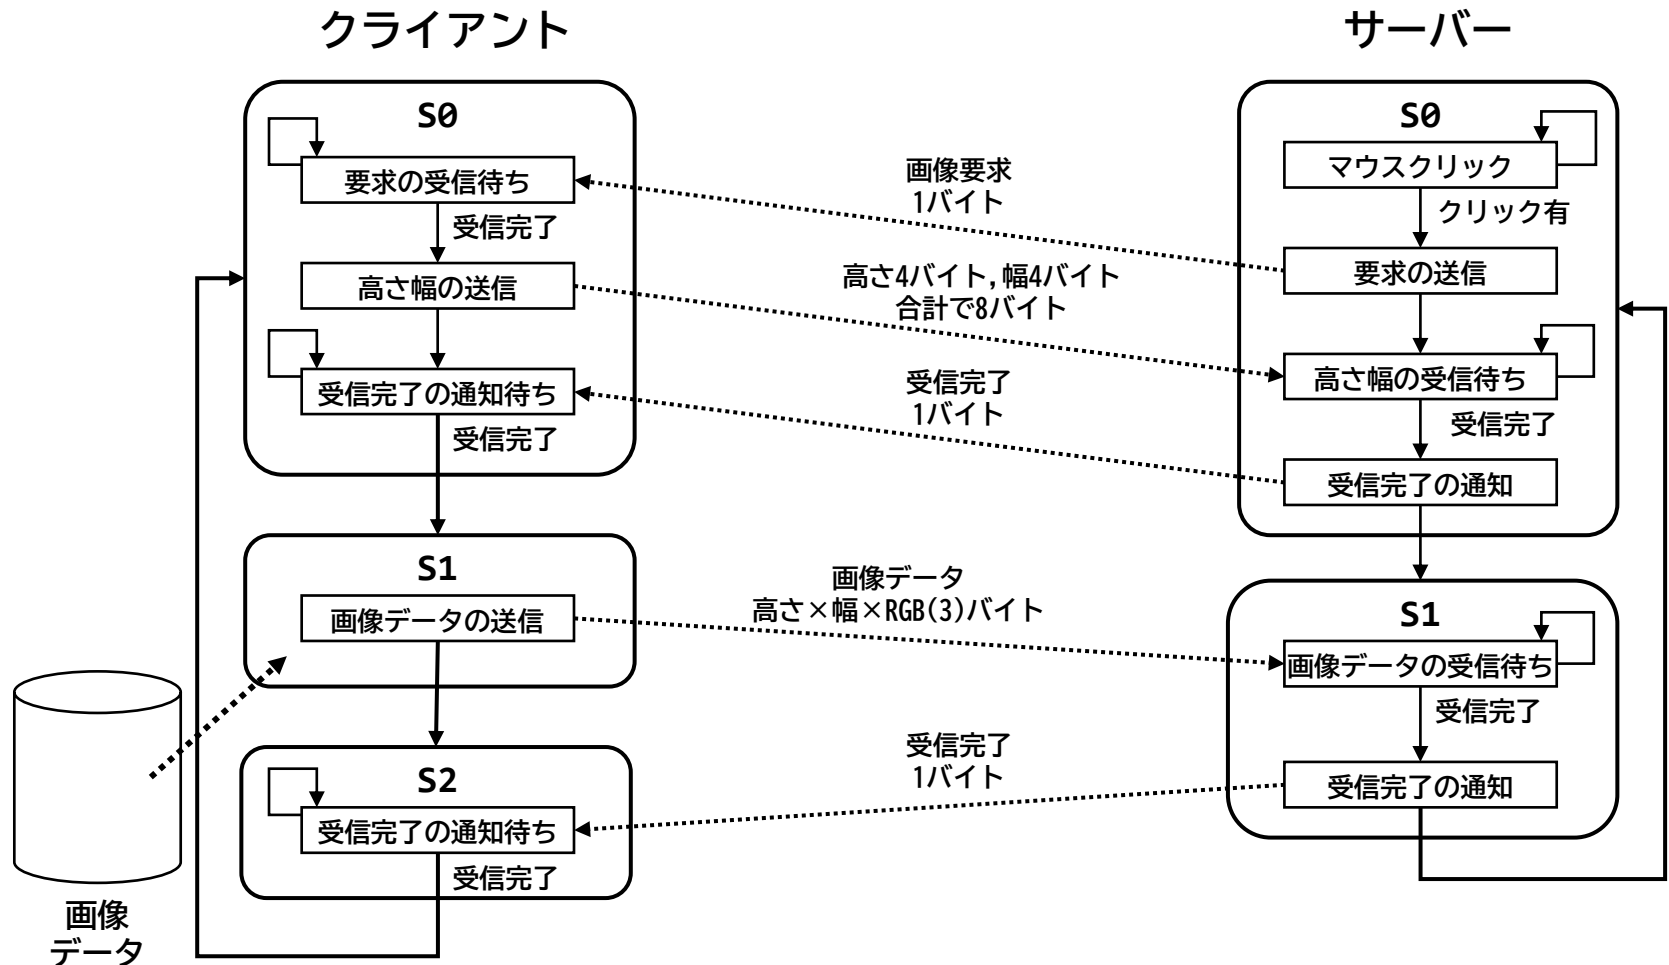 クライアント
サーバー
S0
要求の受信待ち
受信完了
高さ幅の送信
受信完了の通知待ち
受信完了
画像要求
1バイト
高さ4バイト,幅4バイト
合計で8バイト
受信完了
1バイト
S0
マウスクリック
クリック有
要求の送信
高さ幅の受信待ち
受信完了
受信完了の通知
S1
画像データの送信
画像データ
高さ×幅×RGB(3)バイト
S1
画像データの受信待ち
受信完了
受信完了の通知
S2
受信完了の通知待ち
受信完了
受信完了
1バイト
画像
データ